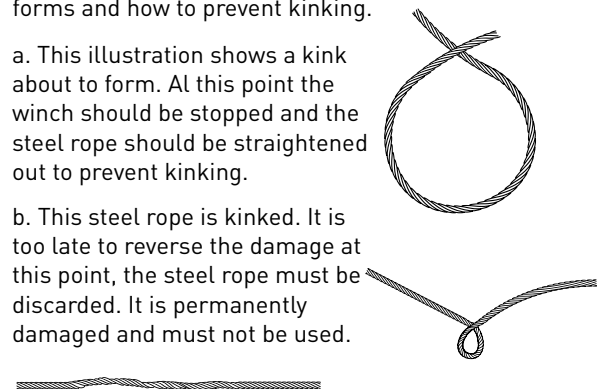 forms and how to prevent kinking.
a. This illustration shows a kink
about to form. Al this point the
winch should be stopped and the
steel rope should be straightened
out to prevent kinking.
b. This steel rope is kinked. It is
too late to reverse the damage at
this point, the steel rope must be
discarded. It is permanently
damaged and must not be used.